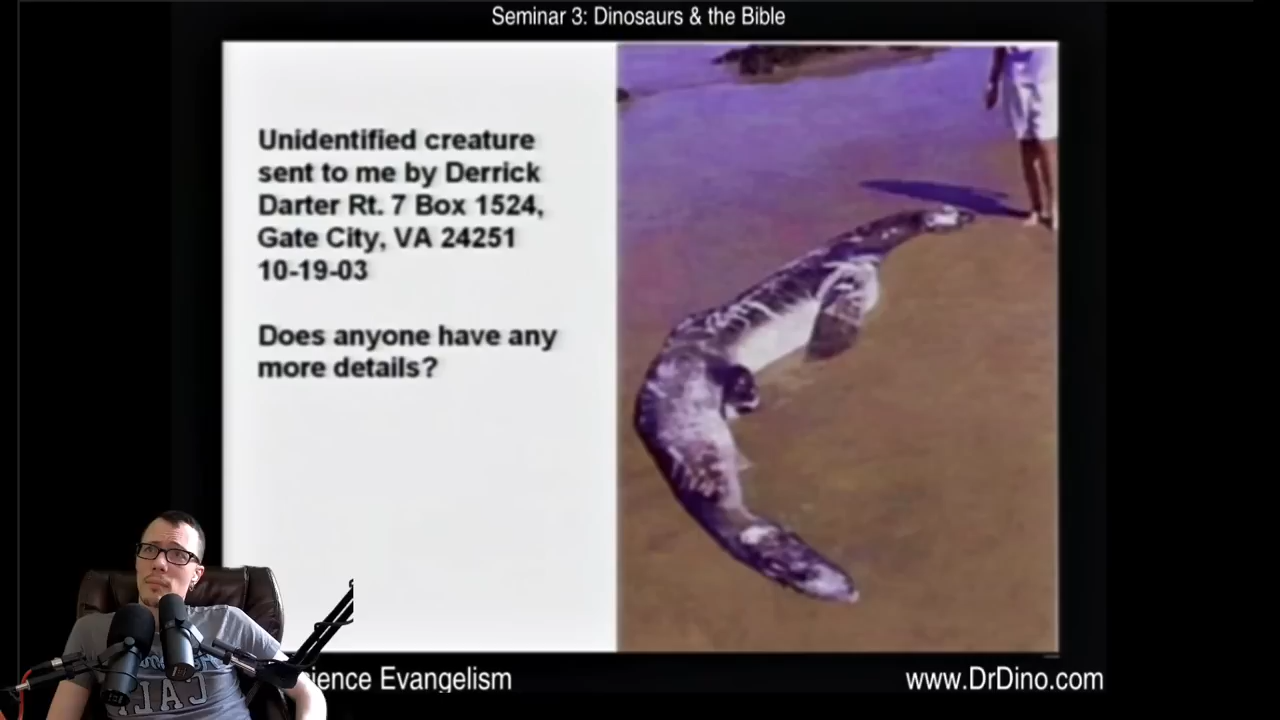 Seminar 3: Dinosaurs & the Bible
Unidentified creature
sent to me by Derrick
Darter Rt. 7 Box 1524,
Gate City, VA 24251
10-19-03
Does anyone have any
more details?
ience Evangelism
www.DrDino.com
CALI